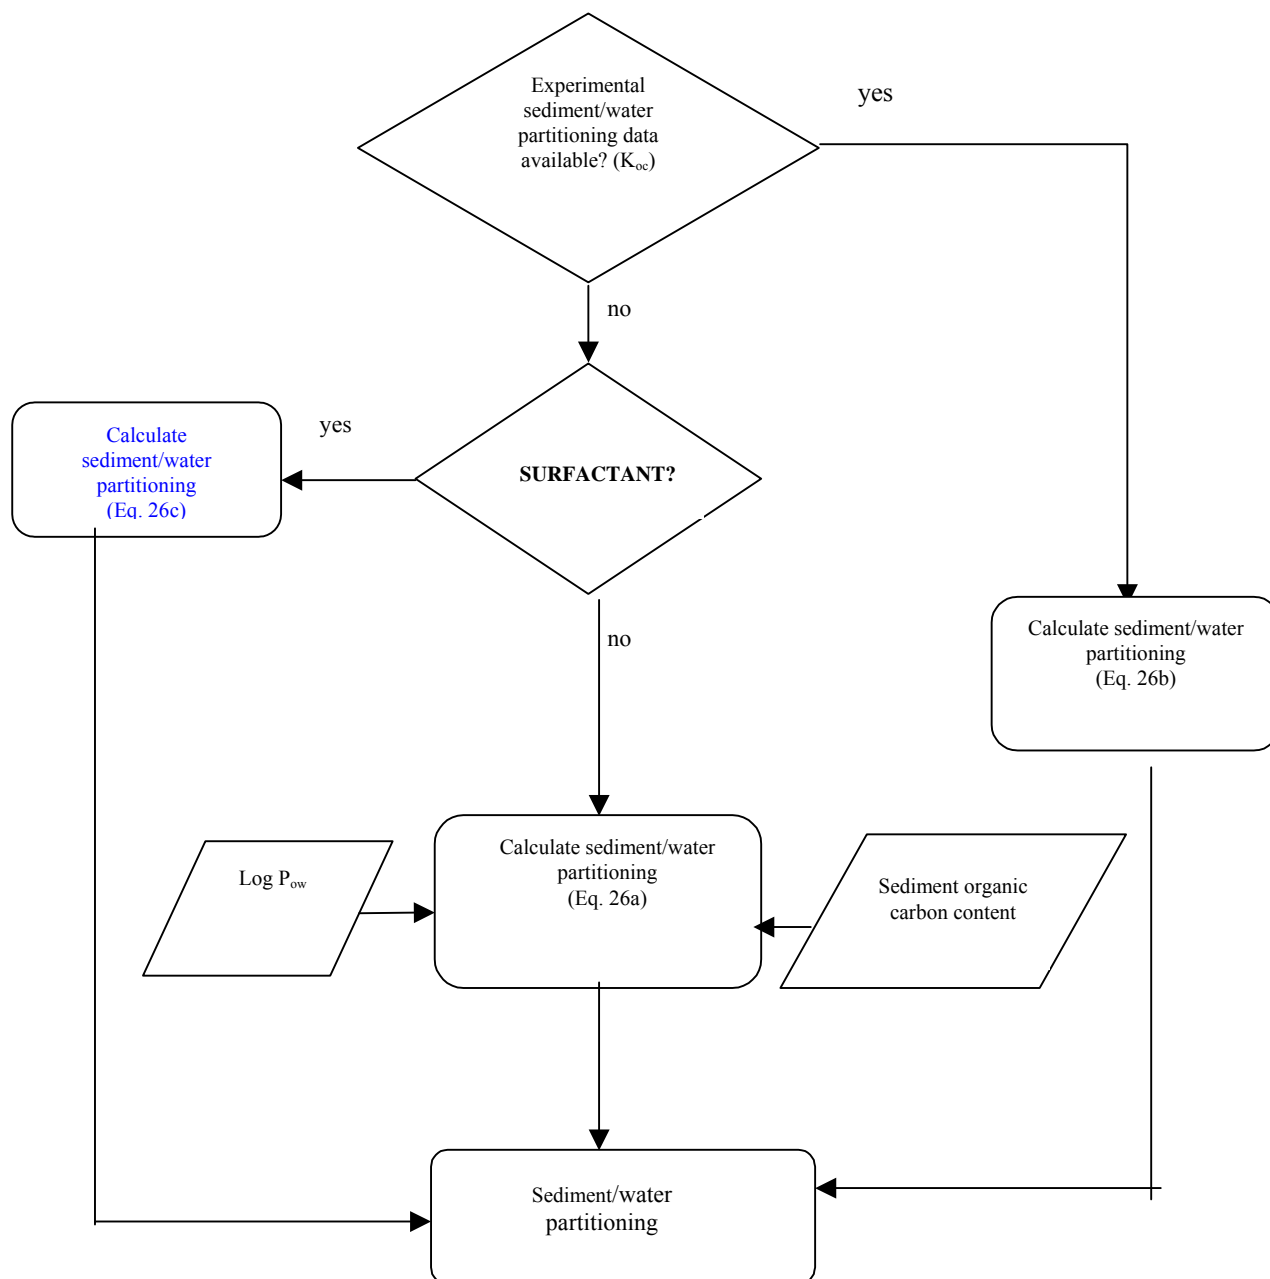 Experimental
sediment/water
partitioning data
available? (Koc)
yes
no
Calculate
sediment/water
partitioning
(Eq. 26c)
yes
SURFACTANT?
no
Calculate sediment/water
partitioning
(Eq. 26b)
Log Pow
Calculate sediment/water
partitioning
(Eq. 26a)
Sediment organic
carbon content
Sediment/water
partitioning